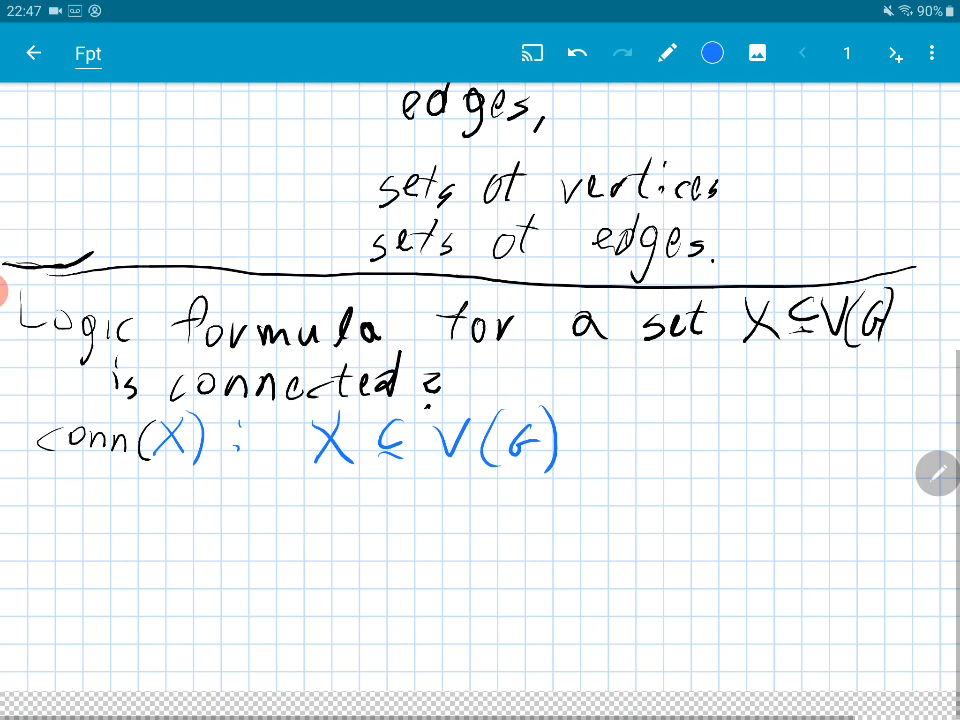 22:47 90%
Fpt 1
edges,
sets of vertices
sets of edges.
Logic formula for a set X ⊆ V(G)
is connected?
conn(X) : X ⊆ V(G)